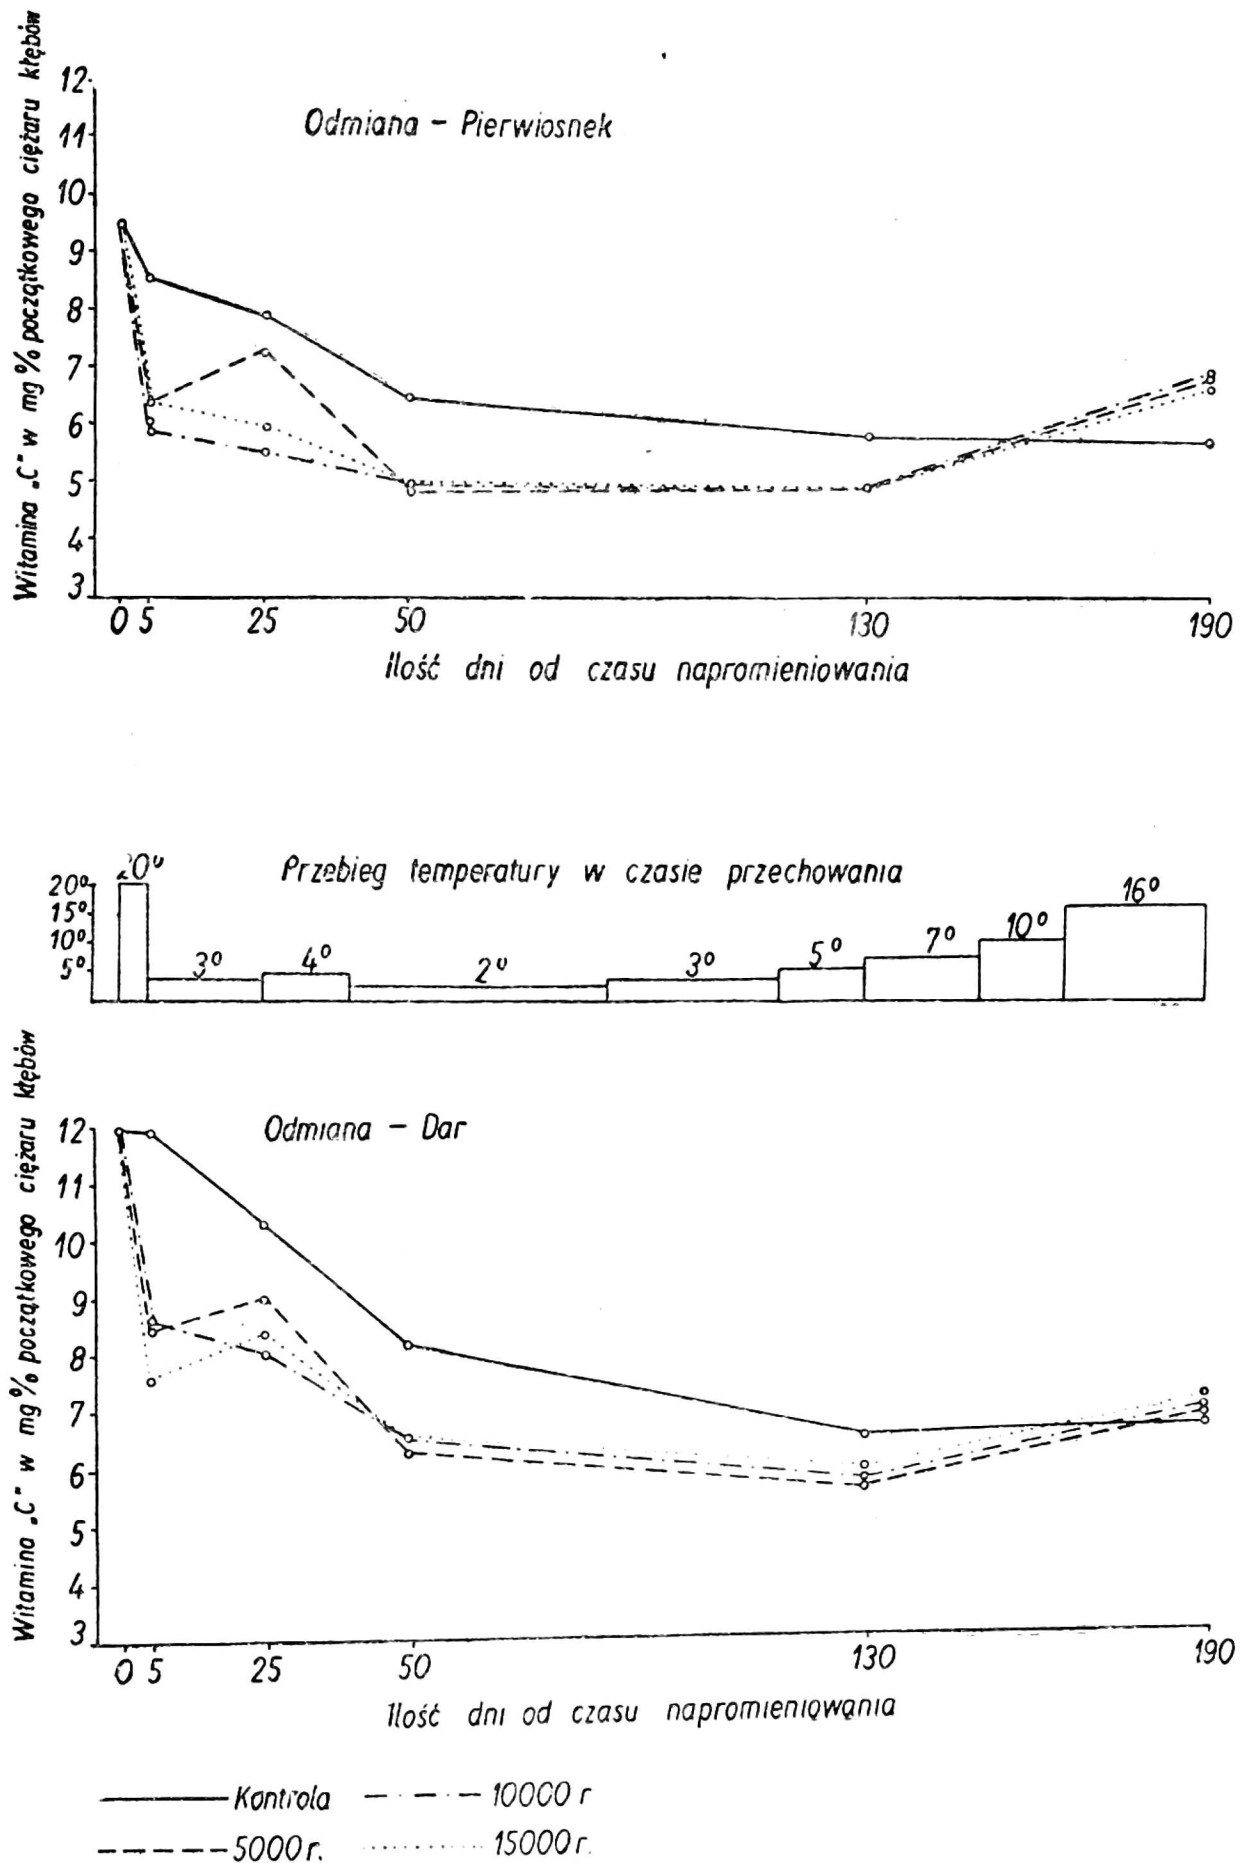 Witamina „C" w mg% początkowego ciężaru kłębów
Odmiana – Pierwiosnek
12
11
10
9
8
7
6
5
4
3
0 5 25 50 130 190
Ilość dni od czasu napromieniowania
Przebieg temperatury w czasie przechowania
20°
15°
10°
5°
20° 3° 4° 2° 3° 5° 7° 10° 16°
Witamina „C" w mg% początkowego ciężaru kłębów
Odmiana – Dar
12
11
10
9
8
7
6
5
4
3
0 5 25 50 130 190
Ilość dni od czasu napromieniowania
Kontrola 10000 r
5000 r. 15000 r.